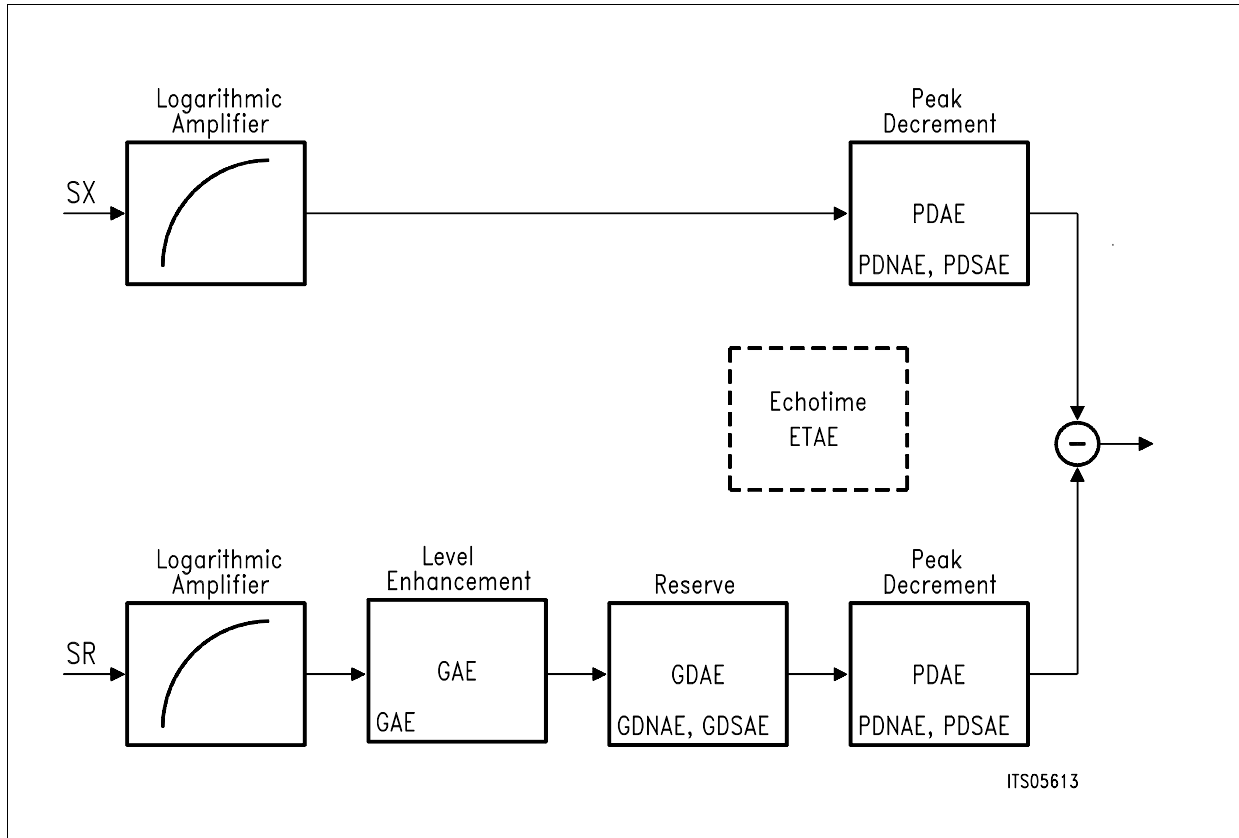 Logarithmic
Amplifier
Peak
Decrement
SX
PDAE
PDNAE, PDSAE
Echotime
ETAE
−
Logarithmic
Amplifier
Level
Enhancement
Reserve
Peak
Decrement
SR
GAE
GAE
GDAE
GDNAE, GDSAE
PDAE
PDNAE, PDSAE
ITS05613